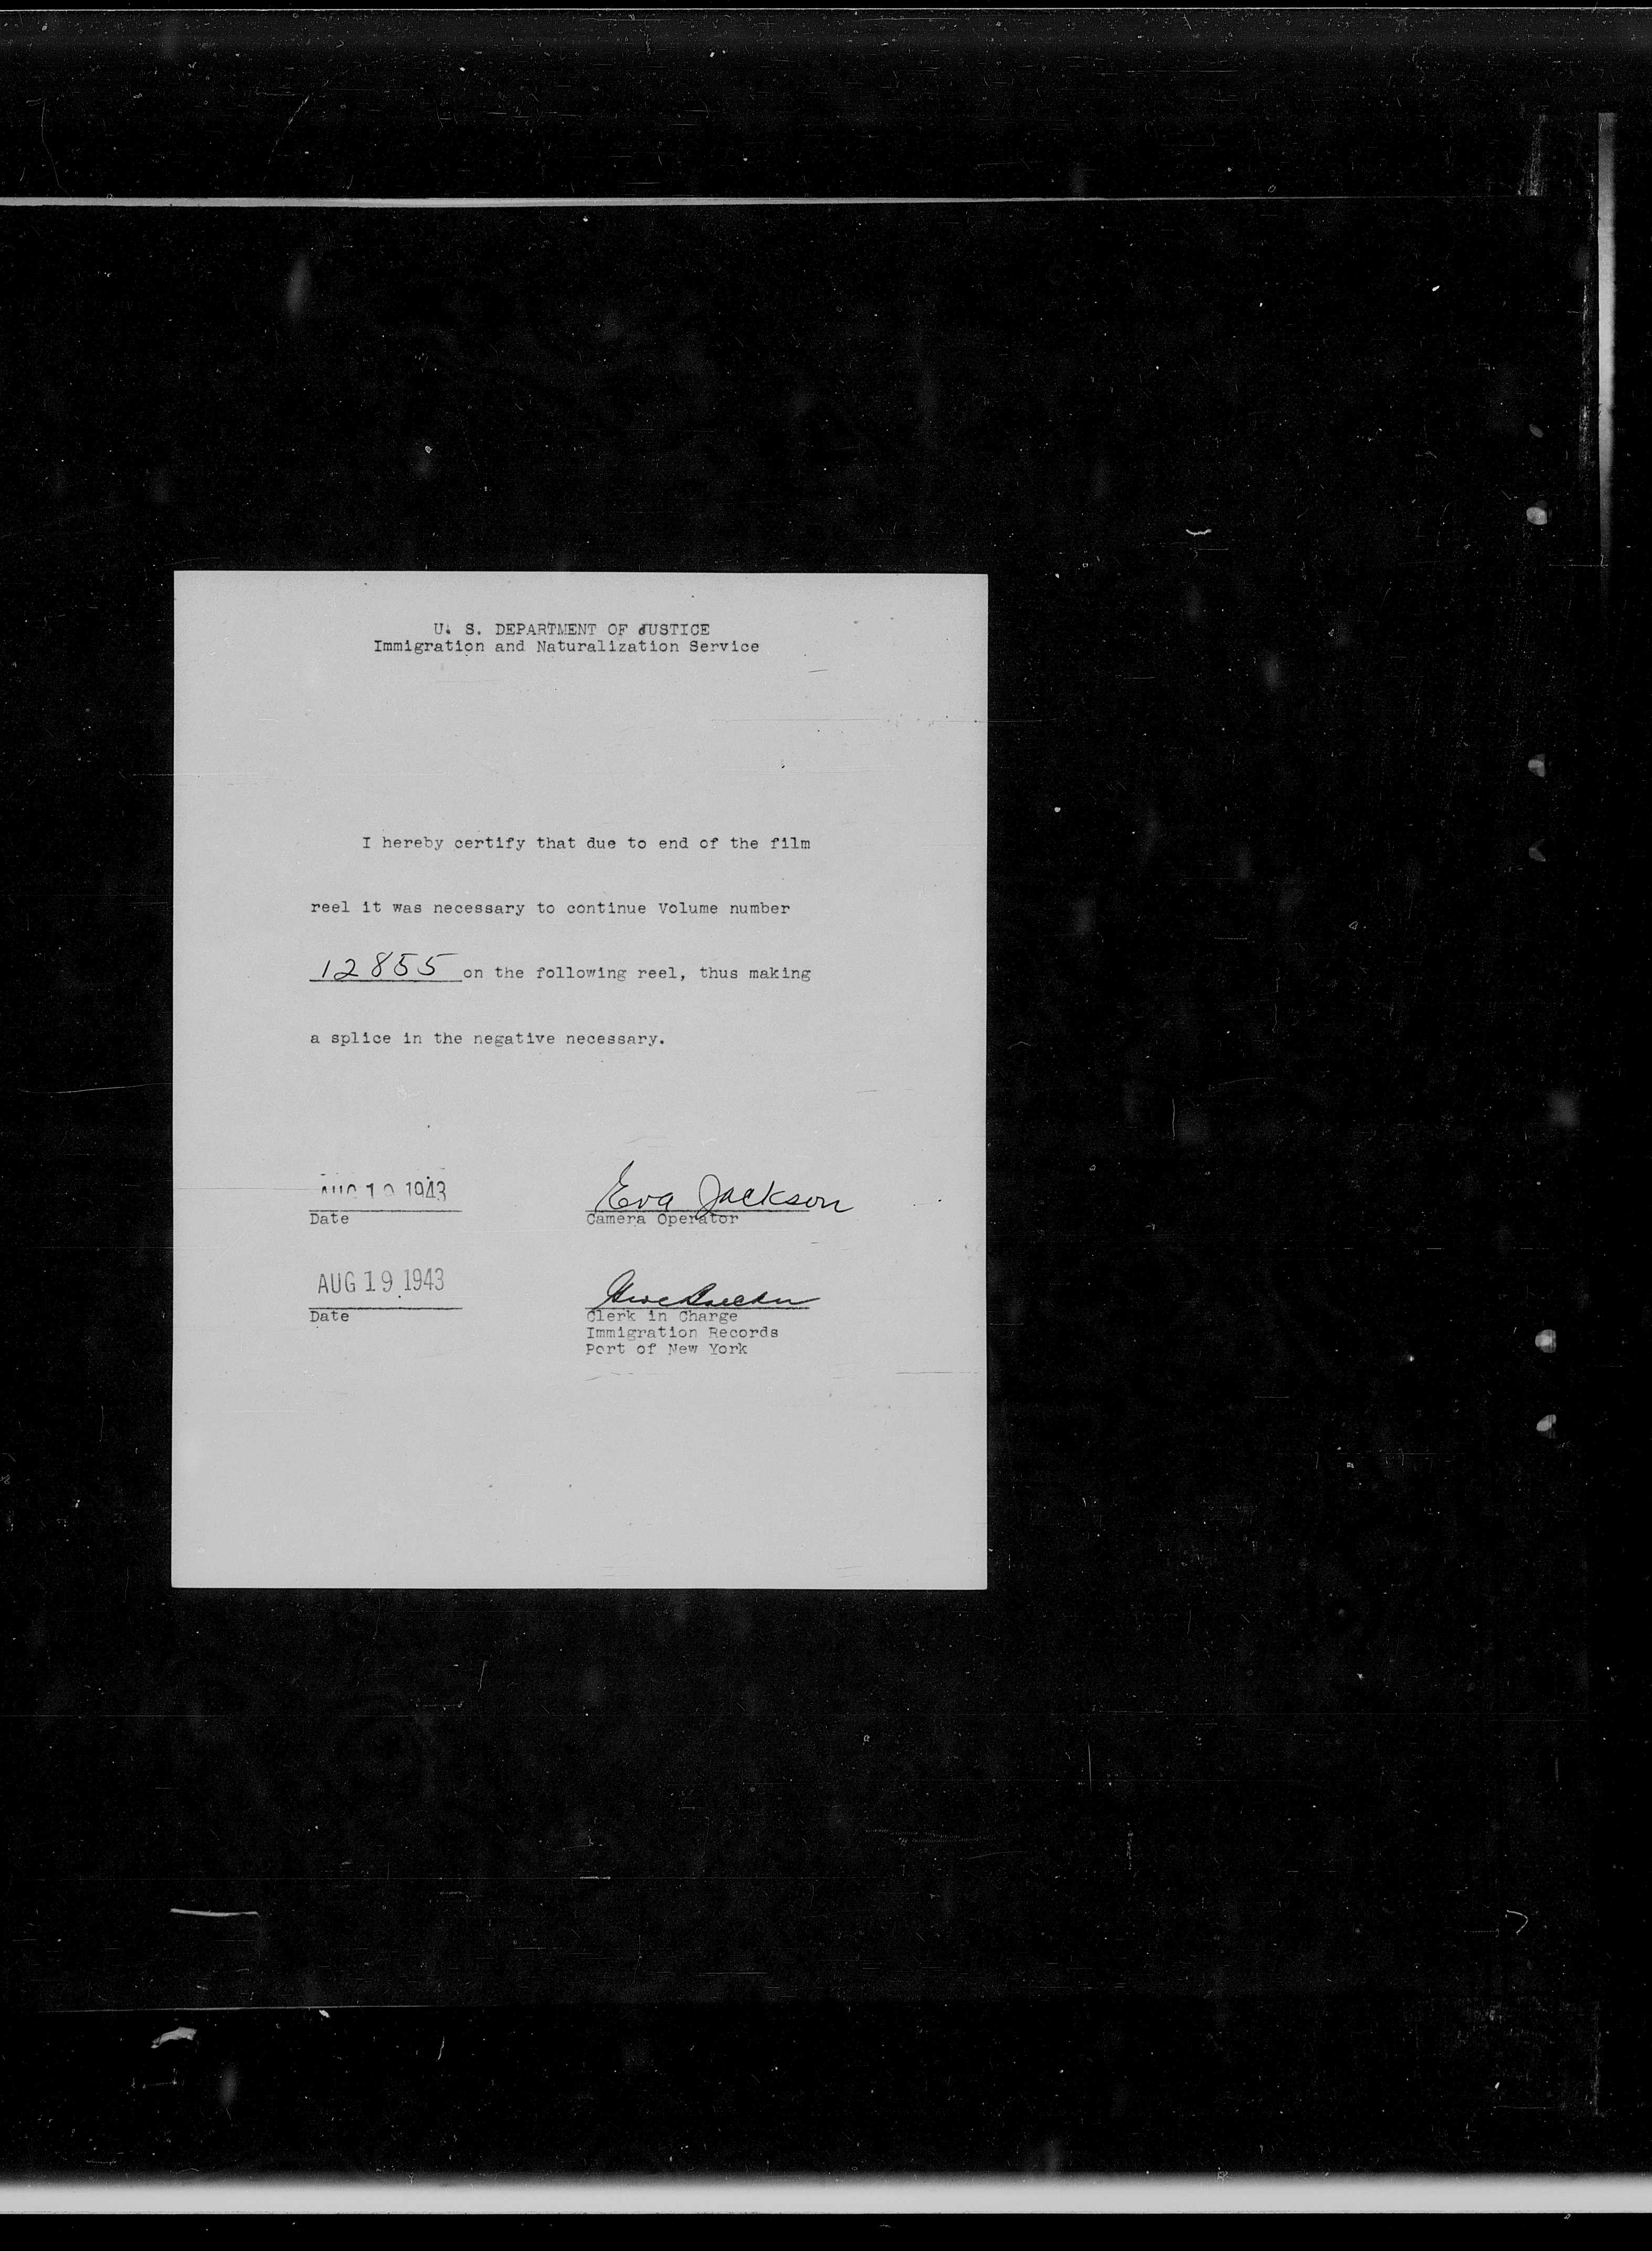 U. S. DEPARTMENT OF JUSTICE
Immigration and Naturalization Service
I hereby certify that due to end of the film
reel it was necessary to continue Volume number
12855 on the following reel, thus making
a splice in the negative necessary.
AUG 19 1943 Eva Jackson
Date Camera Operator
AUG 19 1943
Date Clerk in Charge
Immigration Records
Port of New York